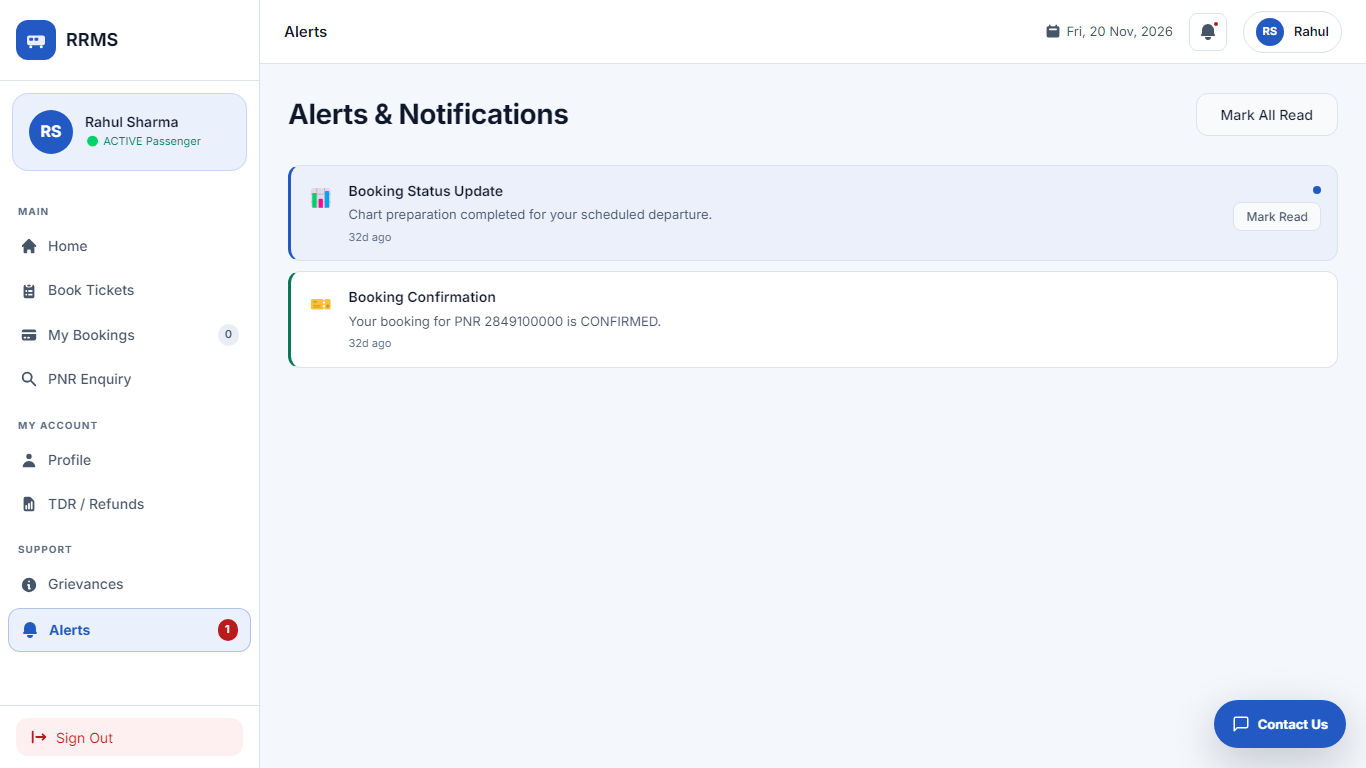 RRMS
RS
Rahul Sharma
ACTIVE Passenger
MAIN
Home
Book Tickets
My Bookings 0
PNR Enquiry
MY ACCOUNT
Profile
TDR / Refunds
SUPPORT
Grievances
Alerts 1
Sign Out
Alerts
Fri, 20 Nov, 2026
RS Rahul
Alerts & Notifications
Mark All Read
Booking Status Update
Chart preparation completed for your scheduled departure.
32d ago
Mark Read
Booking Confirmation
Your booking for PNR 2849100000 is CONFIRMED.
32d ago
Contact Us